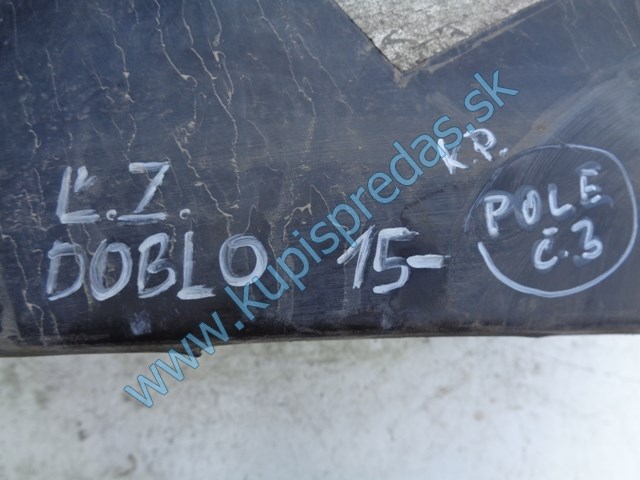 Ľ.Z.
DOBLO 15-
K.P.
POLE
Č.3
www.kupispredas.sk